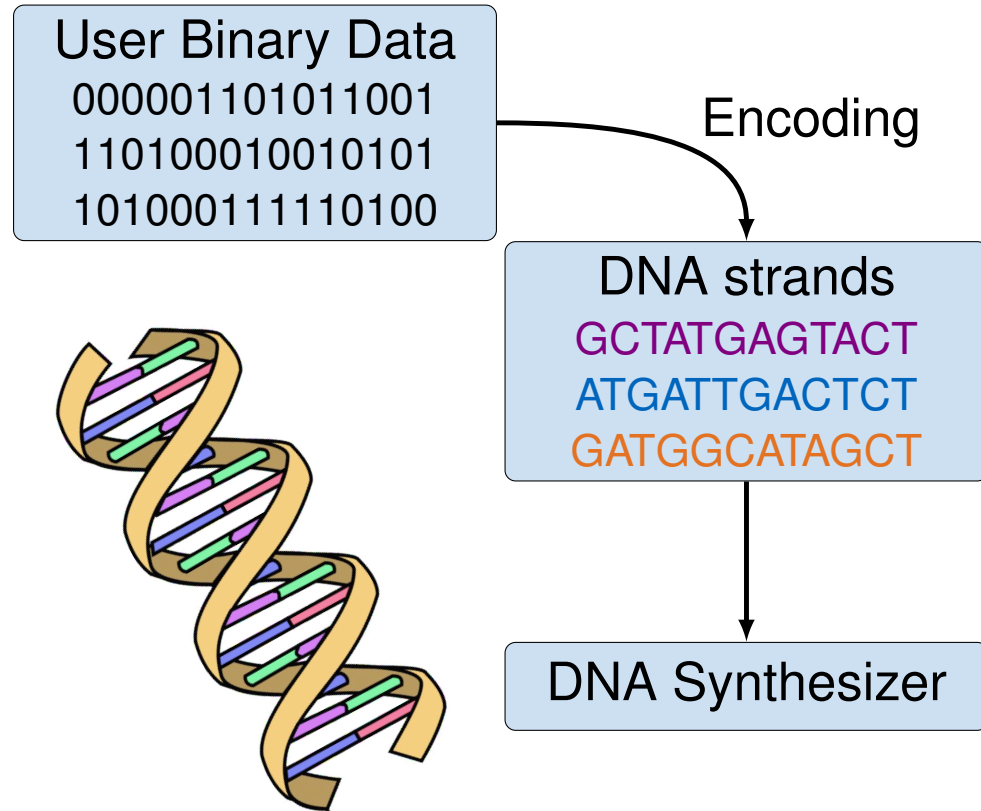 User Binary Data
000001101011001
110100010010101
101000111110100
Encoding
DNA strands
GCTATGAGTACT
ATGATTGACTCT
GATGGCATAGCT
DNA Synthesizer